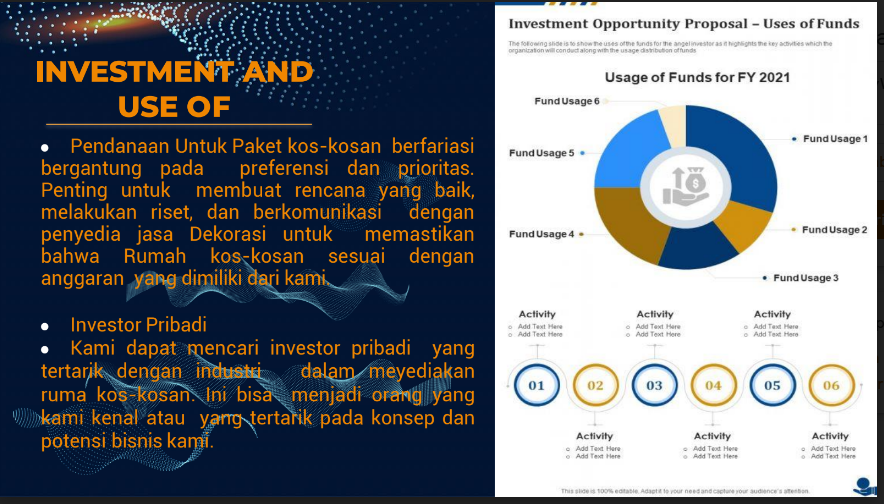 INVESTMENT AND
USE OF
Pendanaan Untuk Paket kos-kosan berfariasi
bergantung pada preferensi dan prioritas.
Penting untuk membuat rencana yang baik,
melakukan riset, dan berkomunikasi dengan
penyedia jasa Dekorasi untuk memastikan
bahwa Rumah kos-kosan sesuai dengan
anggaran yang dimiliki dari kami.
Investor Pribadi
Kami dapat mencari investor pribadi yang
tertarik dengan industri dalam meyediakan
ruma kos-kosan. Ini bisa menjadi orang yang
kami kenal atau yang tertarik pada konsep dan
potensi bisnis kami.
Investment Opportunity Proposal – Uses of Funds
The following slide is to show the uses of the funds for the angel investor as it highlights the key activities which the
organization will conduct along with the usage distribution of funds
Usage of Funds for FY 2021
Fund Usage 6
Fund Usage 1
Fund Usage 5
Fund Usage 4
Fund Usage 2
Fund Usage 3
$
Activity
Add Text Here
Add Text Here
Activity
Add Text Here
Add Text Here
Activity
Add Text Here
Add Text Here
01
02
03
04
05
06
Activity
Add Text Here
Add Text Here
Activity
Add Text Here
Add Text Here
Activity
Add Text Here
Add Text Here
This slide is 100% editable. Adapt it to your need and capture your audience's attention.